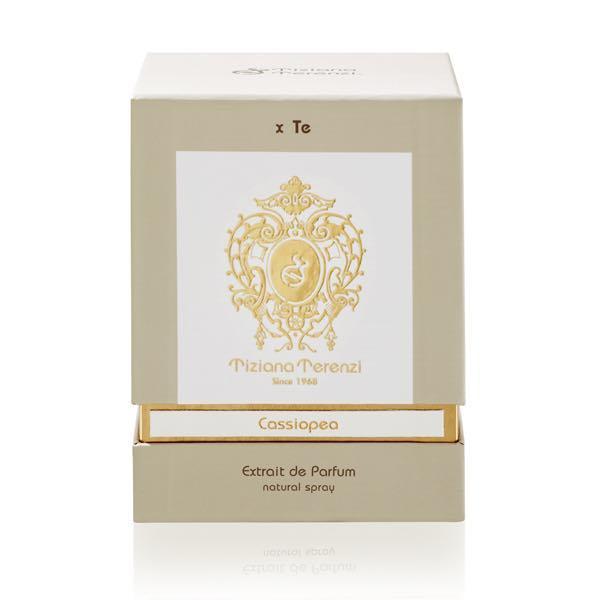 Tiziana
Terenzi
x Te
Tiziana Terenzi
Since 1968
Cassiopea
Extrait de Parfum
natural spray